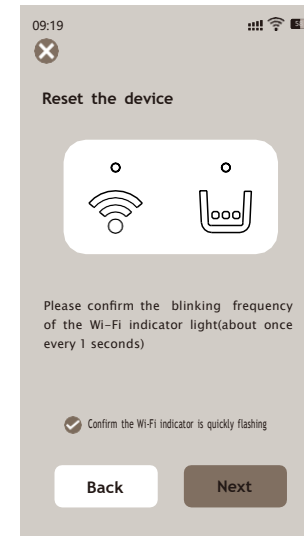 09:19
Reset the device
Please confirm the blinking frequency
of the Wi-Fi indicator light(about once
every 1 seconds)
Confirm the Wi-Fi indicator is quickly flashing
Back
Next